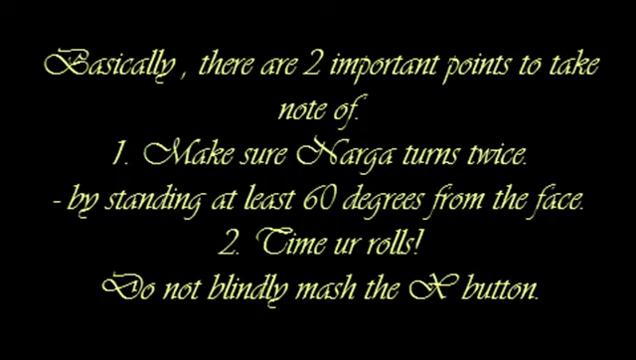 Basically , there are 2 important points to take
note of.
1. Make sure Narga turns twice.
- by standing at least 60 degrees from the face.
2. Time ur rolls!
Do not blindly mash the X button.